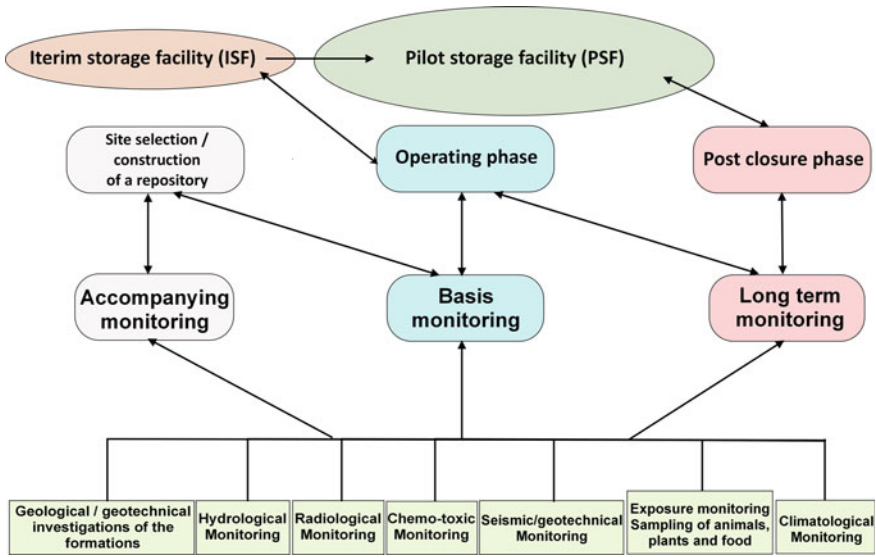 Iterim storage facility (ISF)
Pilot storage facility (PSF)
Site selection /
construction
of a repository
Operating phase
Post closure phase
Accompanying
monitoring
Basis
monitoring
Long term
monitoring
Geological / geotechnical
investigations of the
formations
Hydrological
Monitoring
Radiological
Monitoring
Chemo-toxic
Monitoring
Seismic/geotechnical
Monitoring
Exposure monitoring
Sampling of animals,
plants and food
Climatological
Monitoring